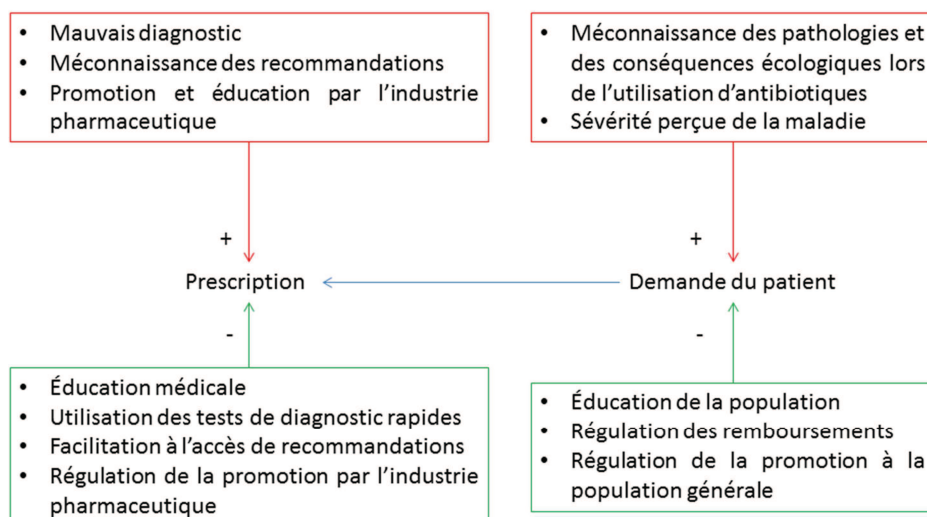 • Mauvais diagnostic
• Méconnaissance des recommandations
• Promotion et éducation par l'industrie
pharmaceutique
• Méconnaissance des pathologies et
des conséquences écologiques lors
de l'utilisation d'antibiotiques
• Sévérité perçue de la maladie
+
+
Prescription
Demande du patient
-
-
• Éducation médicale
• Utilisation des tests de diagnostic rapides
• Facilitation à l'accès de recommandations
• Régulation de la promotion par l'industrie
pharmaceutique
• Éducation de la population
• Régulation des remboursements
• Régulation de la promotion à la
population générale